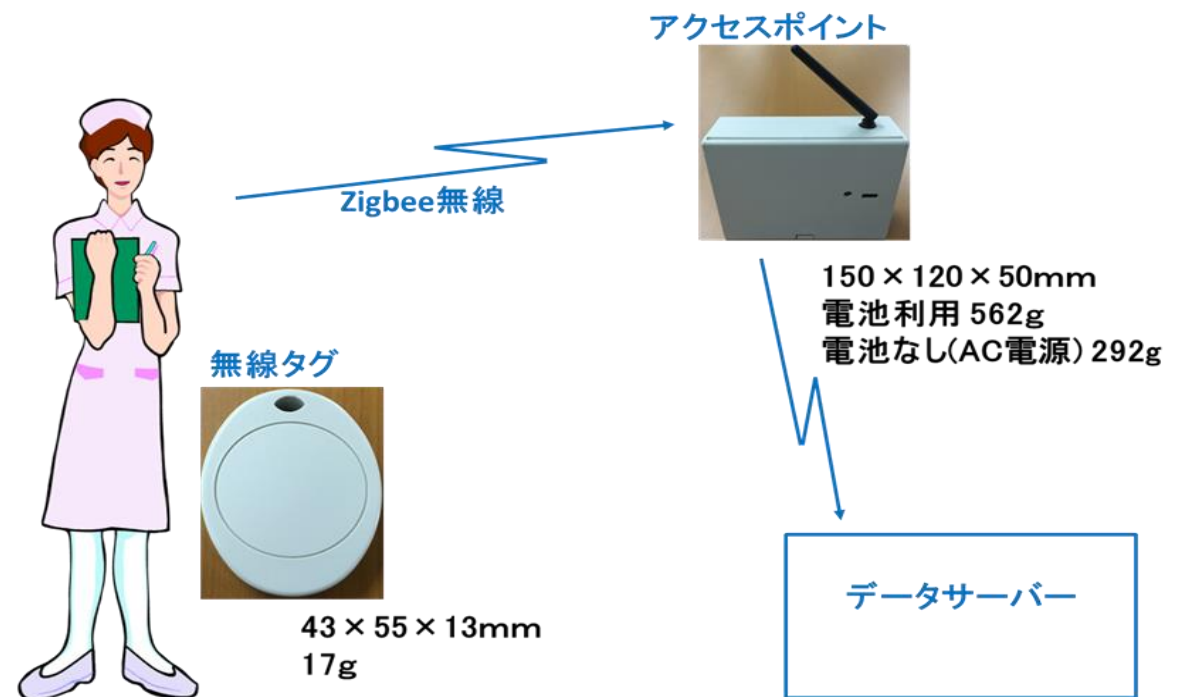 アクセスポイント
Zigbee無線
150×120×50mm
電池利用 562g
電池なし(AC電源) 292g
無線タグ
43×55×13mm
17g
データサーバー